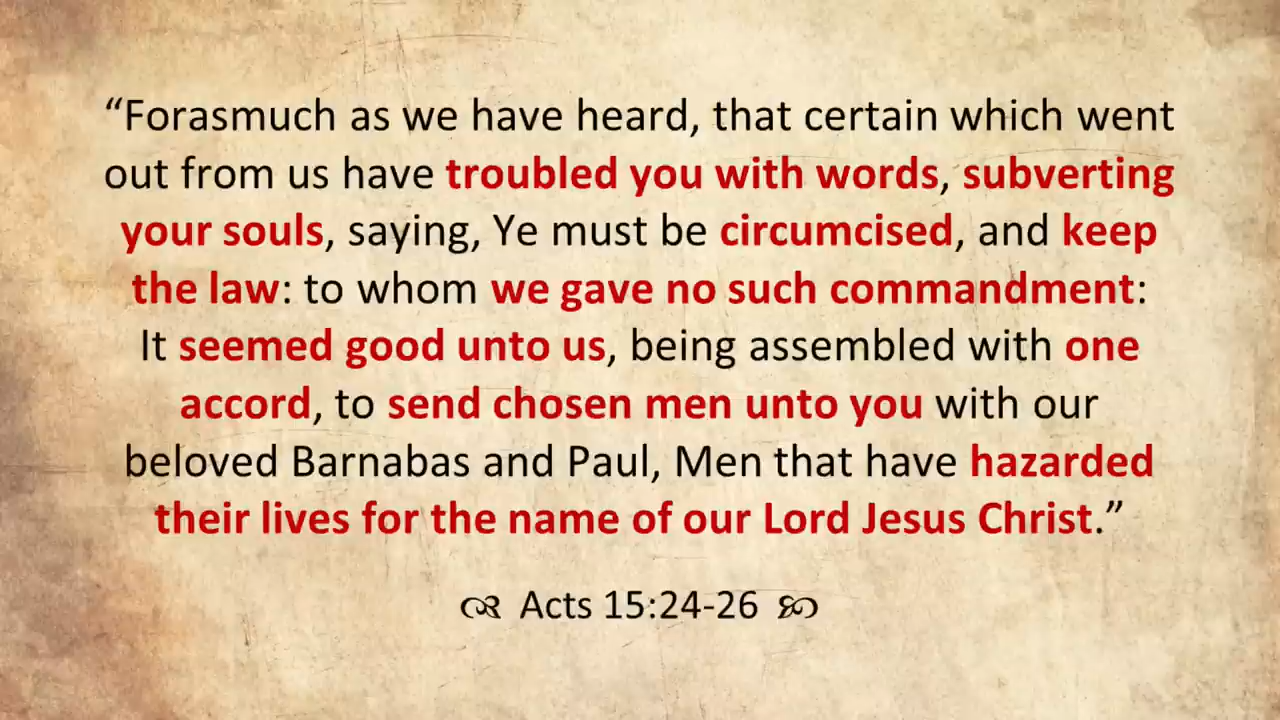 “Forasmuch as we have heard, that certain which went
out from us have troubled you with words, subverting
your souls, saying, Ye must be circumcised, and keep
the law: to whom we gave no such commandment:
It seemed good unto us, being assembled with one
accord, to send chosen men unto you with our
beloved Barnabas and Paul, Men that have hazarded
their lives for the name of our Lord Jesus Christ.”
Acts 15:24-26